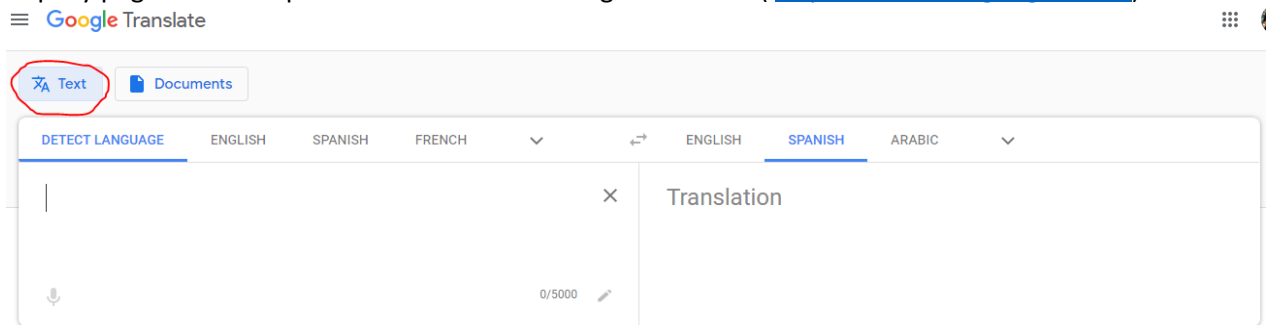 Google Translate
Text Documents
DETECT LANGUAGE ENGLISH SPANISH FRENCH ENGLISH SPANISH ARABIC
Translation
0/5000